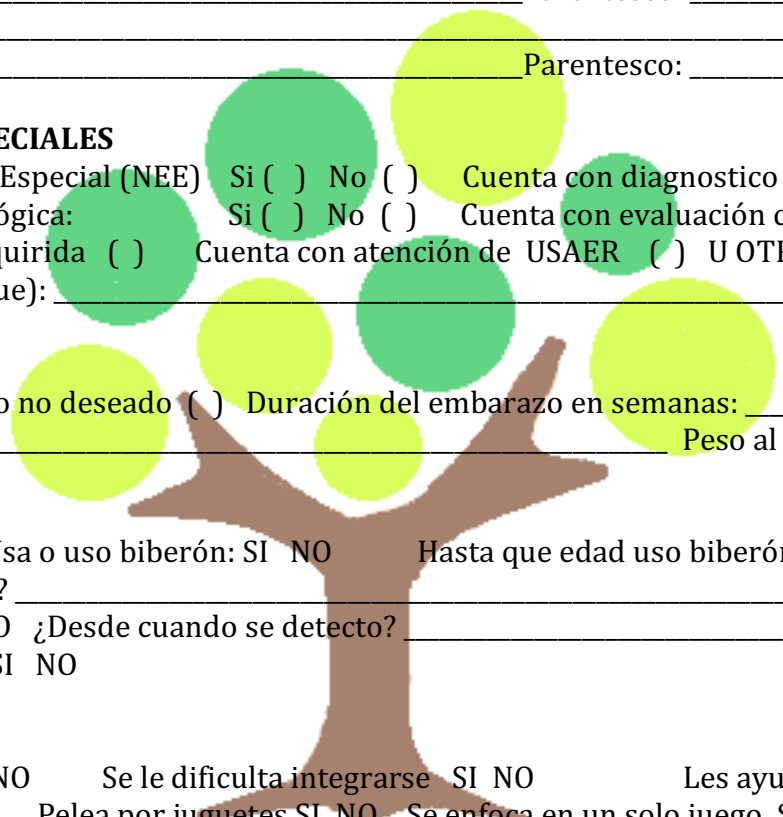 Parentesco:
ECIALES
Especial (NEE) Si ( ) No ( ) Cuenta con diagnostico
ógica: Si ( ) No ( ) Cuenta con evaluación
quirida ( ) Cuenta con atención de USAER ( ) U OT
ue):
o no deseado ( ) Duración del embarazo en semanas:
Peso al
sa o uso biberón: SI NO Hasta que edad uso biberón
?
O ¿Desde cuando se detecto?
SI NO
NO Se le dificulta integrarse SI NO Les ayu
Pelea por juguetes SI NO Se enfoca en un solo juego